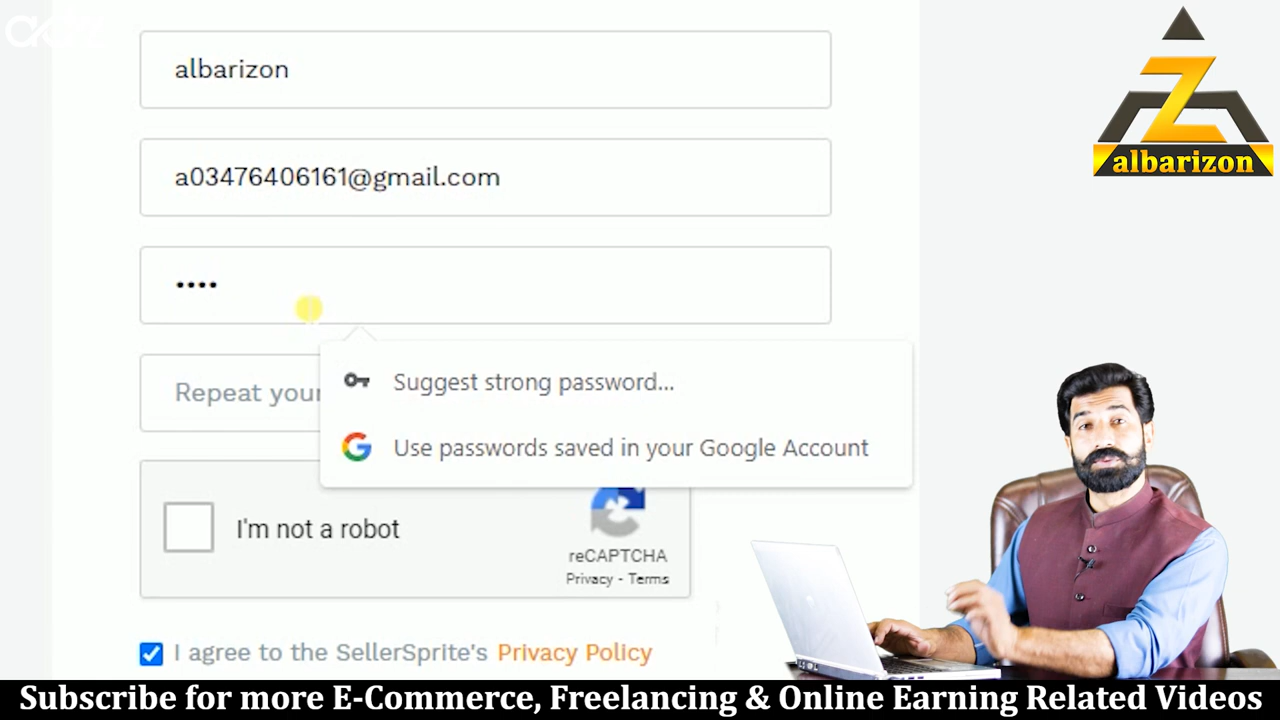 albarizon
a03476406161@gmail.com
Repeat your
Suggest strong password...
Use passwords saved in your Google Account
I'm not a robot
reCAPTCHA
Privacy - Terms
I agree to the SellerSprite's Privacy Policy
Z
albarizon
Subscribe for more E-Commerce, Freelancing & Online Earning Related Videos